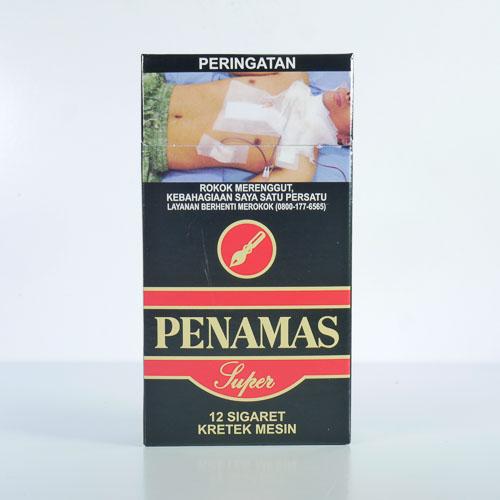 PERINGATAN
ROKOK MERENGGUT,
KEBAHAGIAAN SAYA SATU PERSATU
LAYANAN BERHENTI MEROKOK (0800-177-6565)
PENAMAS
Super
12 SIGARET
KRETEK MESIN